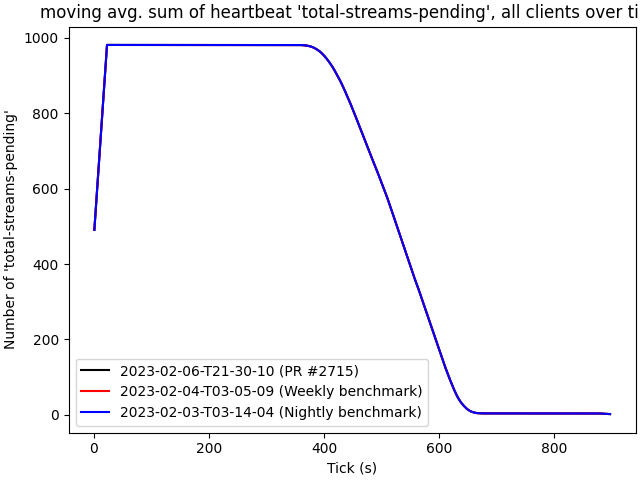 moving avg. sum of heartbeat 'total-streams-pending', all clients over ti
1000
800
600
400
200
0
Number of 'total-streams-pending'
2023-02-06-T21-30-10 (PR #2715)
2023-02-04-T03-05-09 (Weekly benchmark)
2023-02-03-T03-14-04 (Nightly benchmark)
0 200 400 600 800
Tick (s)